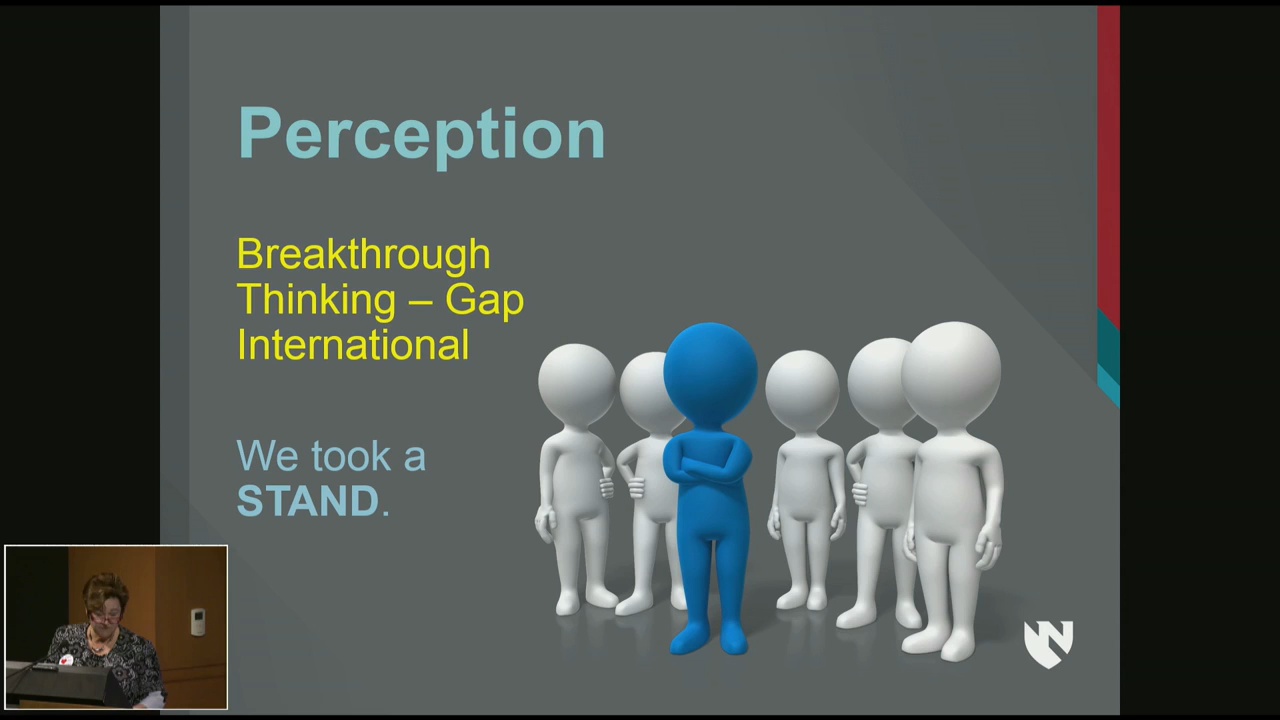 Perception
Breakthrough
Thinking – Gap
International
We took a
STAND.